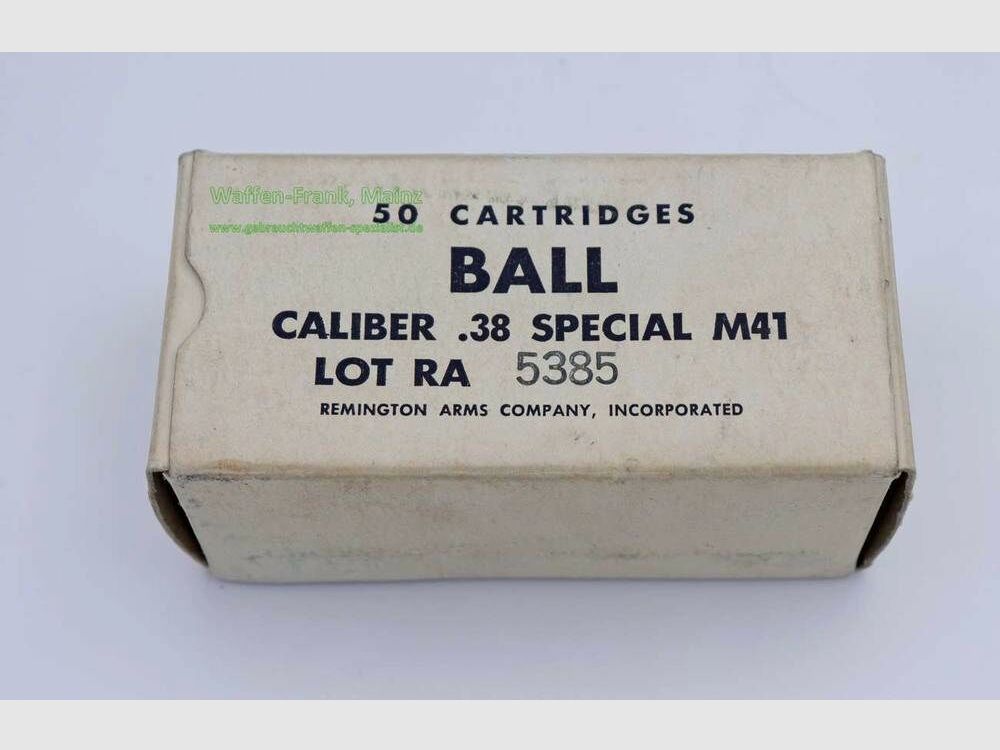 Waffen-Frank, Mainz
50 CARTRIDGES
www.gebrauchtwaffen-spezialist.de
BALL
CALIBER .38 SPECIAL M41
LOT RA 5385
REMINGTON ARMS COMPANY, INCORPORATED